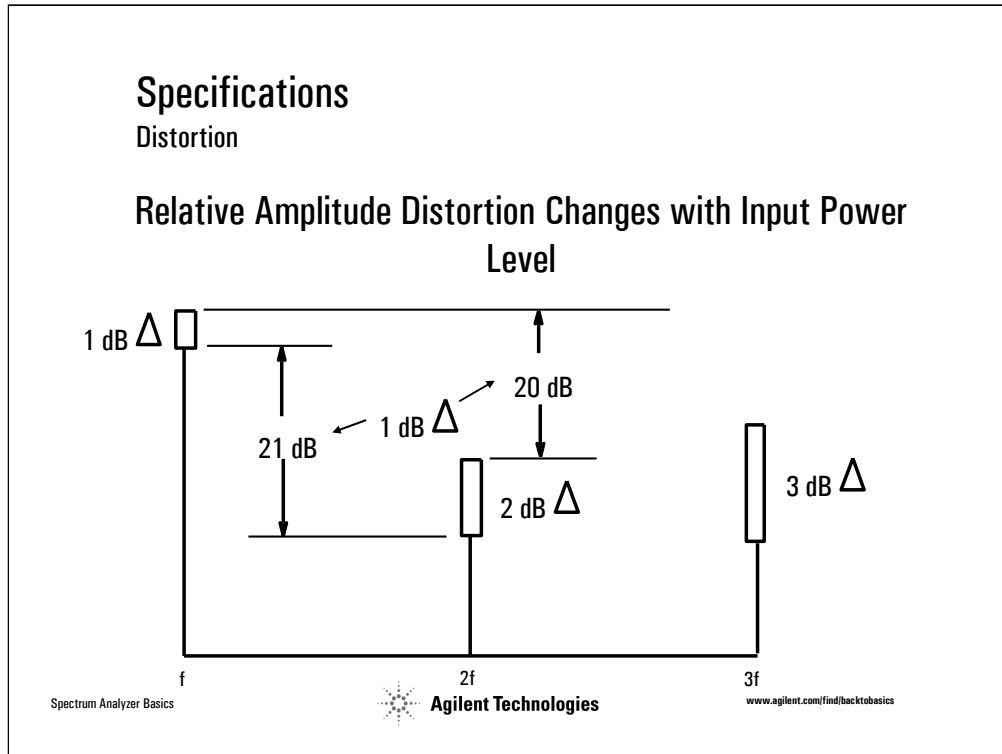 Specifications
Distortion
Relative Amplitude Distortion Changes with Input Power
Level
1 dB Δ
20 dB
1 dB Δ
21 dB
2 dB Δ
3 dB Δ
f
2f
3f
Spectrum Analyzer Basics
Agilent Technologies
www.agilent.com/find/backtobasics